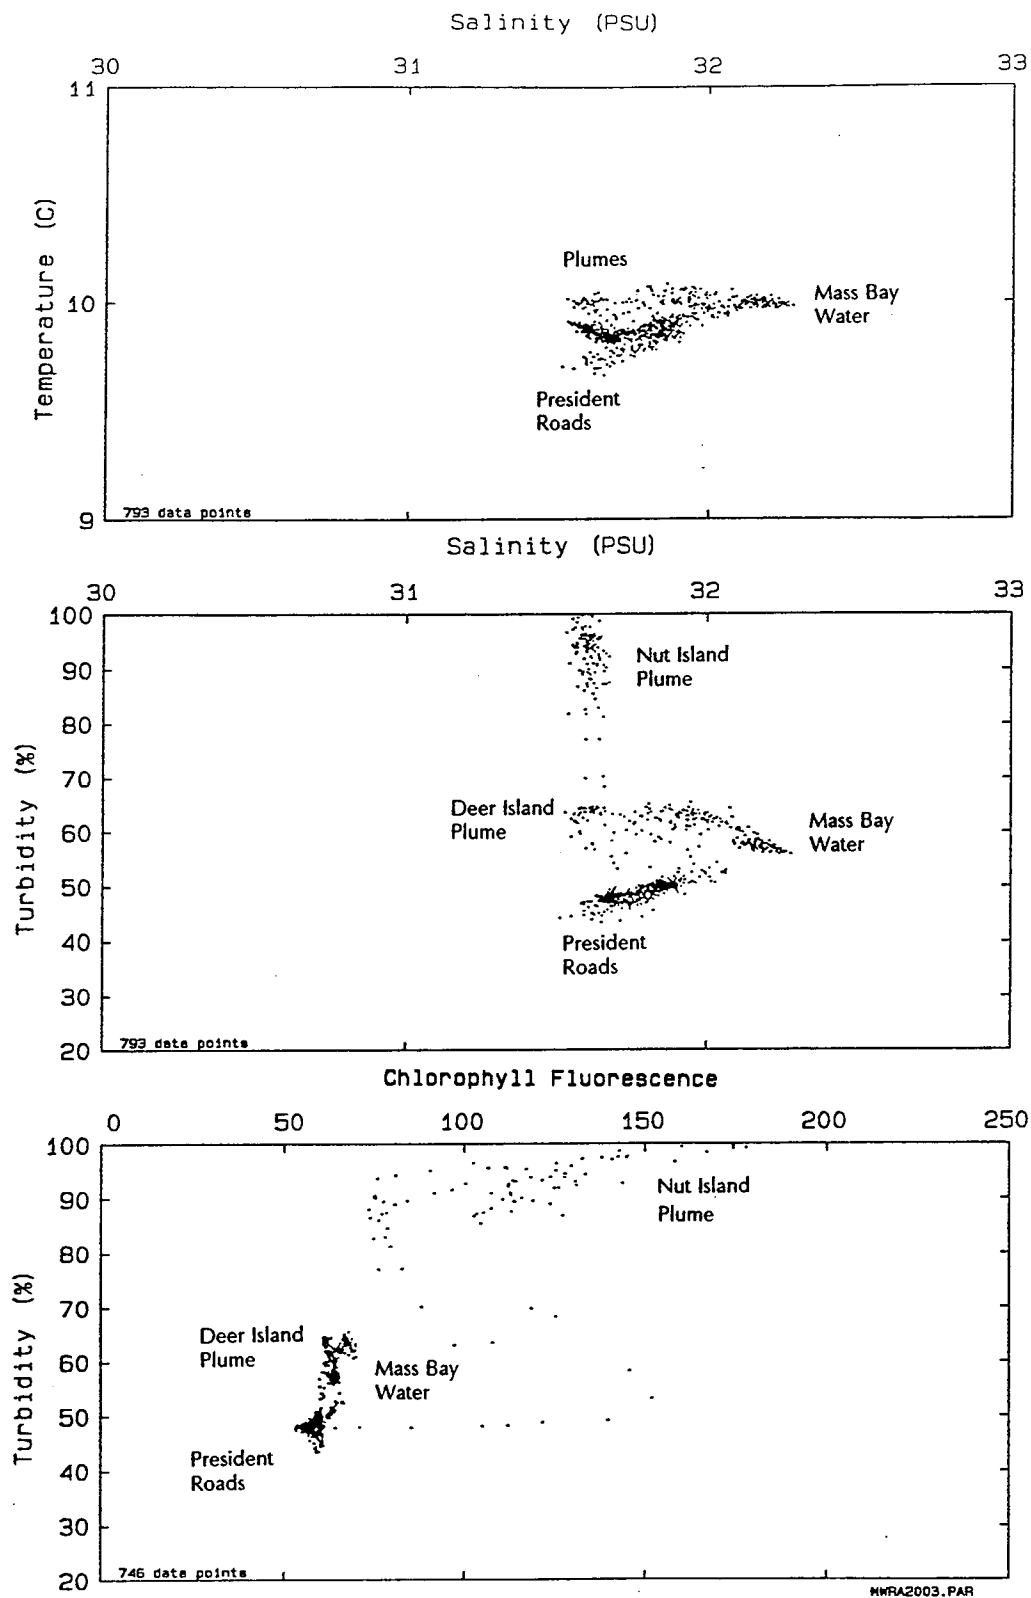 Salinity (PSU)
30 31 32 33
11
Temperature (C)
Plumes
10
Mass Bay
Water
President
Roads
9
793 data points
Salinity (PSU)
30 31 32 33
100
Nut Island
Plume
90
80
Turbidity (%)
70
Deer Island
Plume
60
Mass Bay
Water
50
President
Roads
40
30
793 data points
20
Chlorophyll Fluorescence
0 50 100 150 200 250
100
Nut Island
Plume
90
80
Turbidity (%)
70
Deer Island
Plume
60
Mass Bay
Water
50
President
Roads
40
30
746 data points
20
MWRA2003.PAR